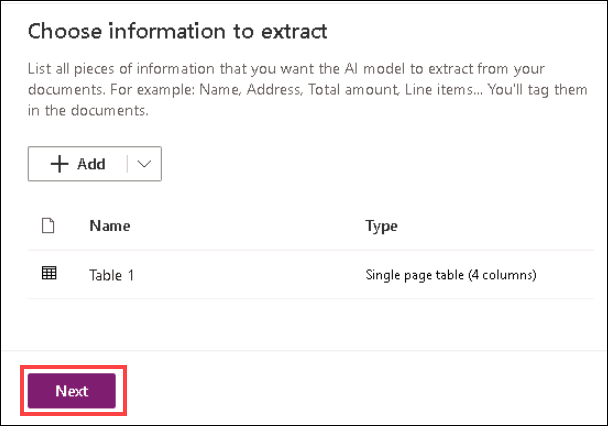 Choose information to extract
List all pieces of information that you want the AI model to extract from your
documents. For example: Name, Address, Total amount, Line items... You'll tag them
in the documents.
Add
Name Type
Table 1 Single page table (4 columns)
Next